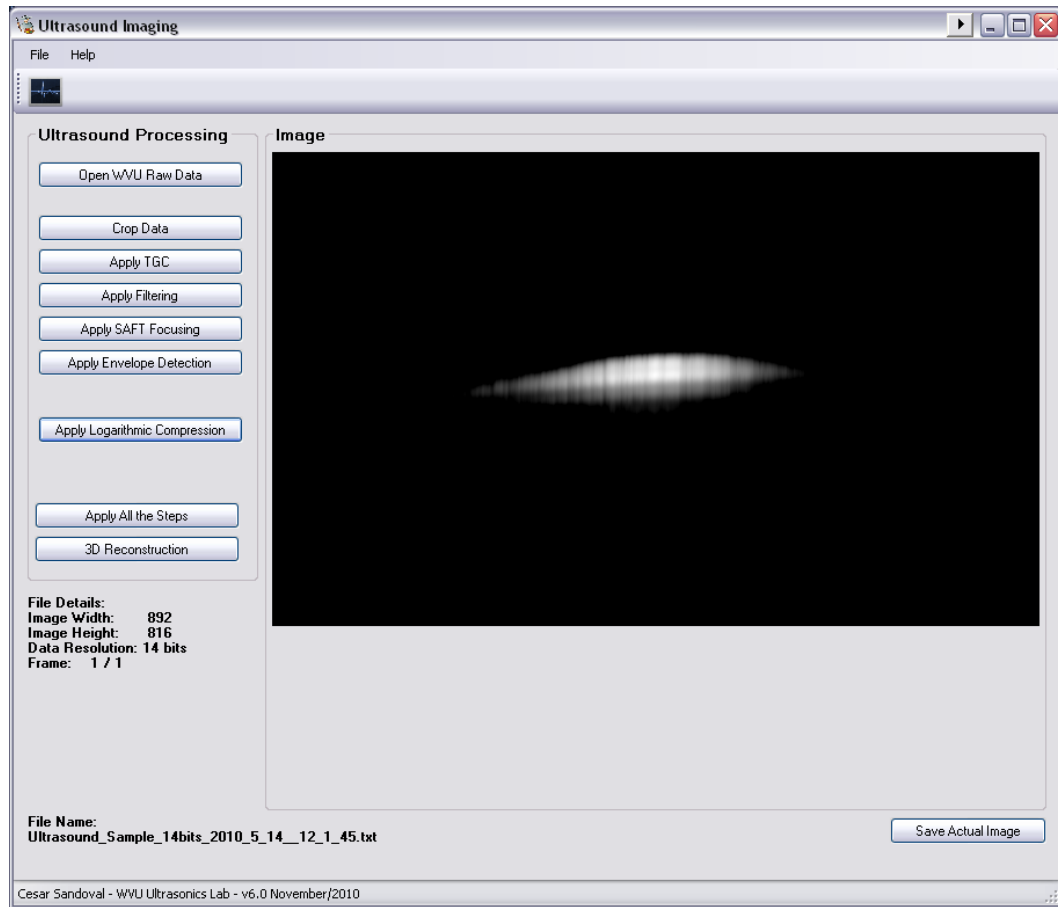 Ultrasound Imaging
File Help
Ultrasound Processing
Open WVU Raw Data
Crop Data
Apply TGC
Apply Filtering
Apply SAFT Focusing
Apply Envelope Detection
Apply Logarithmic Compression
Apply All the Steps
3D Reconstruction
Image
File Details:
Image Width: 892
Image Height: 816
Data Resolution: 14 bits
Frame: 1 / 1
File Name:
Ultrasound_Sample_14bits_2010_5_14__12_1_45.txt
Save Actual Image
Cesar Sandoval - WVU Ultrasonics Lab - v6.0 November/2010